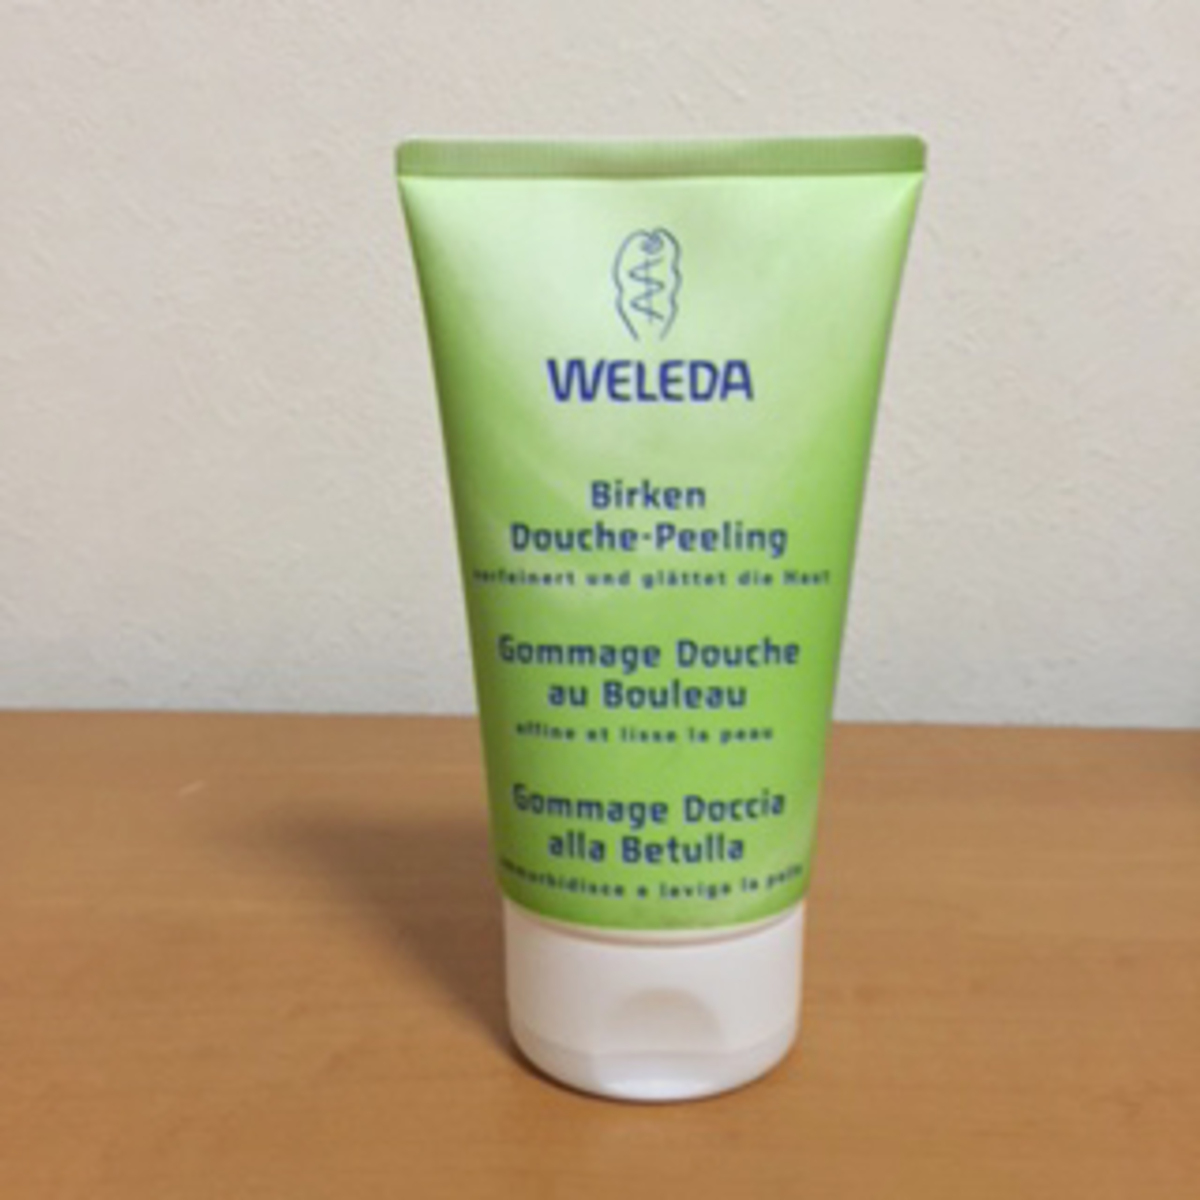 WELEDA
Birken
Douche-Peeling
verfeinert und glättet die Haut
Gommage Douche
au Bouleau
affine et lisse la peau
Gommage Doccia
alla Betulla
ammorbidisce e leviga la pelle